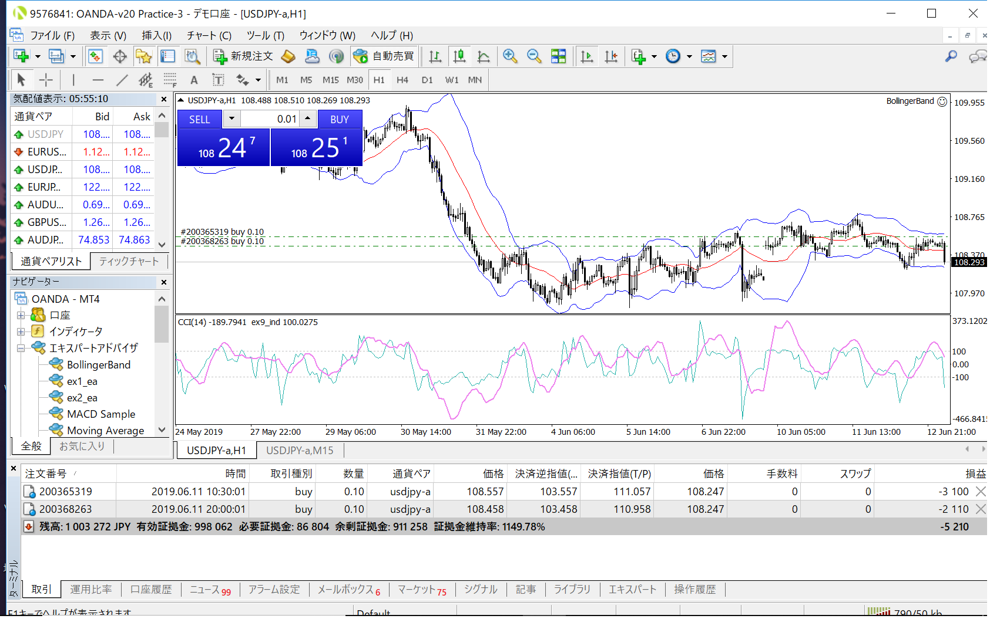 9576841: OANDA-v20 Practice-3 - デモ口座 - [USDJPY-a,H1]
ファイル (F) 表示 (V) 挿入(I) チャート (C) ツール (T) ウィンドウ (W) ヘルプ (H)
新規注文 自動売買
M1 M5 M15 M30 H1 H4 D1 W1 MN
気配値表示: 05:55:10
通貨ペア Bid Ask
USDJPY 108.... 108....
EURUS... 1.12... 1.12...
USDJP... 108.... 108....
EURJP... 122.... 122....
AUDU... 0.69... 0.69...
GBPUS... 1.26... 1.26...
AUDJP... 74.853 74.863
通貨ペアリスト ティックチャート
ナビゲーター
OANDA - MT4
口座
インディケータ
エキスパートアドバイザ
BollingerBand
ex1_ea
ex2_ea
MACD Sample
Moving Average
全般 お気に入り
USDJPY-a,H1 108.488 108.510 108.269 108.293
BollingerBand
SELL 0.01 BUY
108 24 7 108 25 1
#200365319 buy 0.10
#200368263 buy 0.10
109.955
109.560
109.160
108.765
108.370
108.293
107.970
CCI(14) -189.7941 ex9_ind 100.0275
373.1202
100
0.00
-100
-466.8415
24 May 2019 27 May 22:00 29 May 06:00 30 May 14:00 31 May 22:00 4 Jun 06:00 5 Jun 14:00 6 Jun 22:00 10 Jun 05:00 11 Jun 13:00 12 Jun 21:00
USDJPY-a,H1 USDJPY-a,M15
注文番号 時間 取引種別 数量 通貨ペア 価格 決済逆指値(... 決済指値(T/P) 価格 手数料 スワップ 損益
200365319 2019.06.11 10:30:01 buy 0.10 usdjpy-a 108.557 103.557 111.057 108.247 0 0 -3 100
200368263 2019.06.11 20:00:01 buy 0.10 usdjpy-a 108.458 103.458 110.958 108.247 0 0 -2 110
残高: 1 003 272 JPY 有効証拠金: 998 062 必要証拠金: 86 804 余剰証拠金: 911 258 証拠金維持率: 1149.78% -5 210
ターミナル
取引 運用比率 口座履歴 ニュース 99 アラーム設定 メールボックス 6 マーケット 75 シグナル 記事 ライブラリ エキスパート 操作履歴
F1キーでヘルプが表示されます Default 790/50 kb